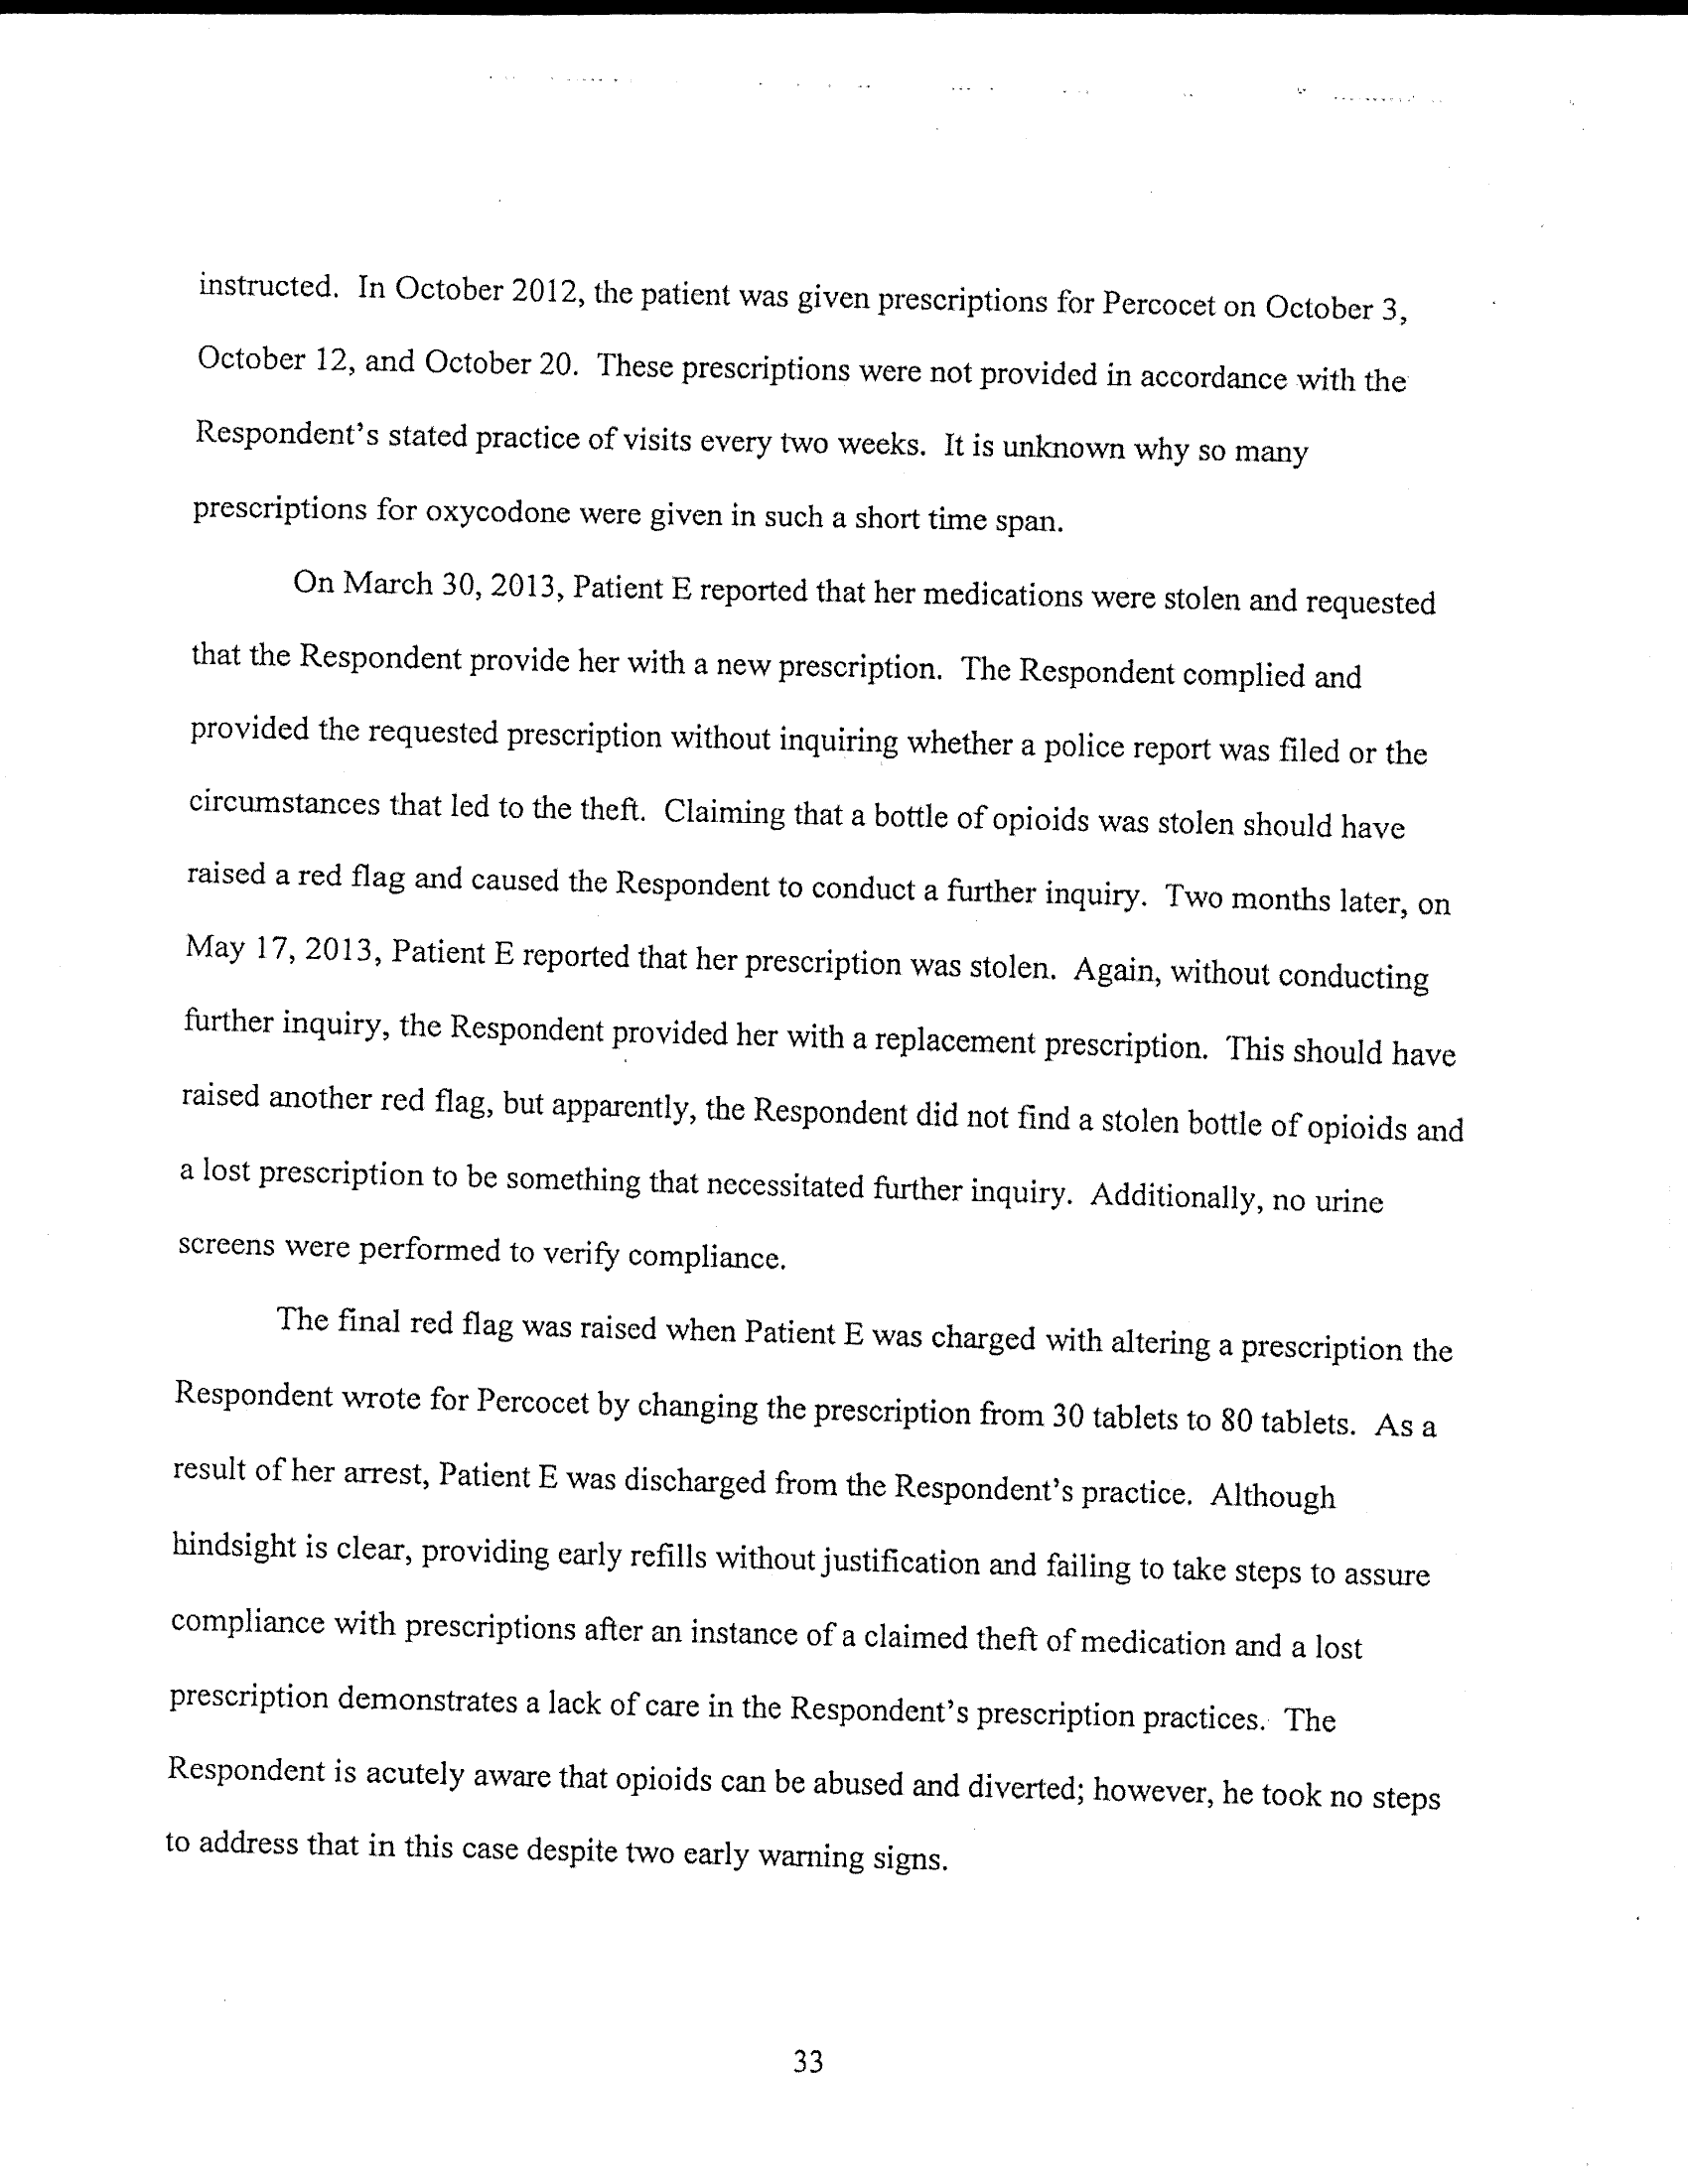 instructed. In October 2012, the patient was given prescriptions for Percocet on October 3,
October 12, and October 20. These prescriptions were not provided in accordance with the
Respondent's stated practice of visits every two weeks. It is unknown why so many
prescriptions for oxycodone were given in such a short time span.
On March 30, 2013, Patient E reported that her medications were stolen and requested
that the Respondent provide her with a new prescription. The Respondent complied and
provided the requested prescription without inquiring whether a police report was filed or the
circumstances that led to the theft. Claiming that a bottle of opioids was stolen should have
raised a red flag and caused the Respondent to conduct a further inquiry. Two months later, on
May 17, 2013, Patient E reported that her prescription was stolen. Again, without conducting
further inquiry, the Respondent provided her with a replacement prescription. This should have
raised another red flag, but apparently, the Respondent did not find a stolen bottle of opioids and
a lost prescription to be something that necessitated further inquiry. Additionally, no urine
screens were performed to verify compliance.
The final red flag was raised when Patient E was charged with altering a prescription the
Respondent wrote for Percocet by changing the prescription from 30 tablets to 80 tablets. As a
result of her arrest, Patient E was discharged from the Respondent's practice. Although
hindsight is clear, providing early refills without justification and failing to take steps to assure
compliance with prescriptions after an instance of a claimed theft of medication and a lost
prescription demonstrates a lack of care in the Respondent's prescription practices. The
Respondent is acutely aware that opioids can be abused and diverted; however, he took no steps
to address that in this case despite two early warning signs.
33